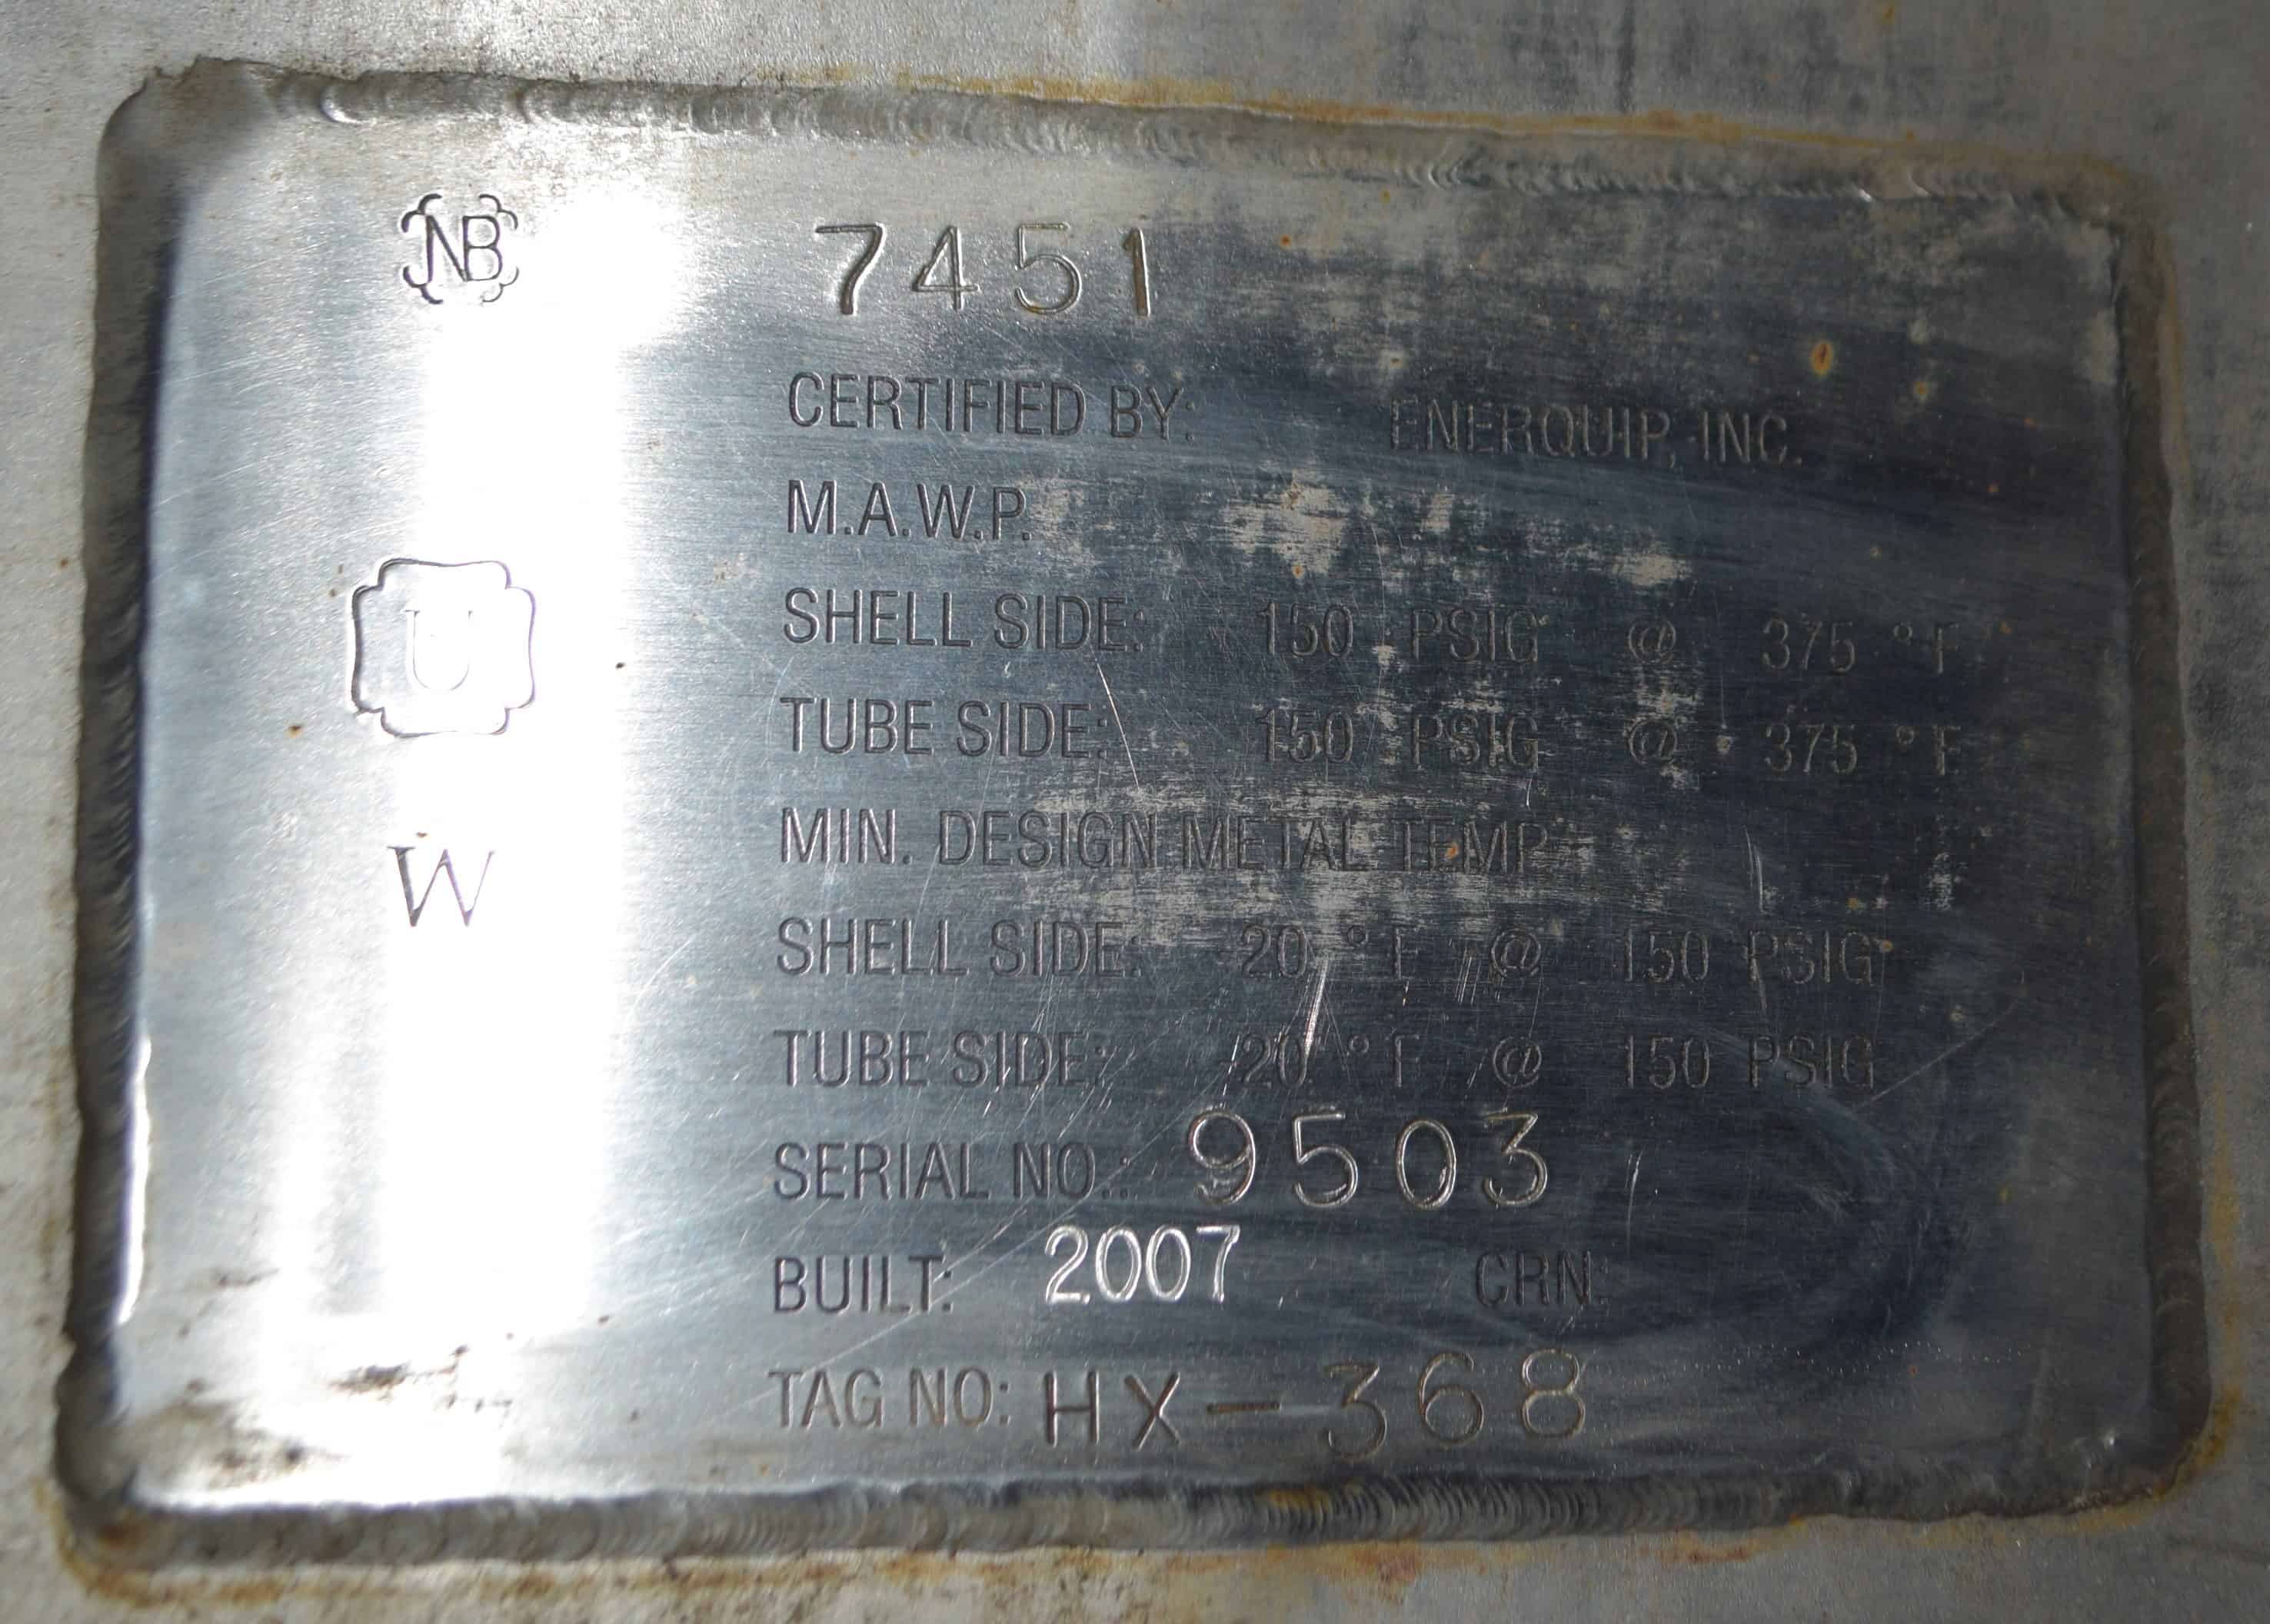 NB 7451
CERTIFIED BY: ENERQUIP, INC.
M.A.W.P.
U
SHELL SIDE: 150 PSIG @ 375 °F
TUBE SIDE: 150 PSIG @ 375 °F
MIN. DESIGN METAL TEMP.
W
SHELL SIDE: -20 °F @ 150 PSIG
TUBE SIDE: -20 °F @ 150 PSIG
SERIAL NO.: 9503
BUILT: 2007 CRN:
TAG NO: HX-368